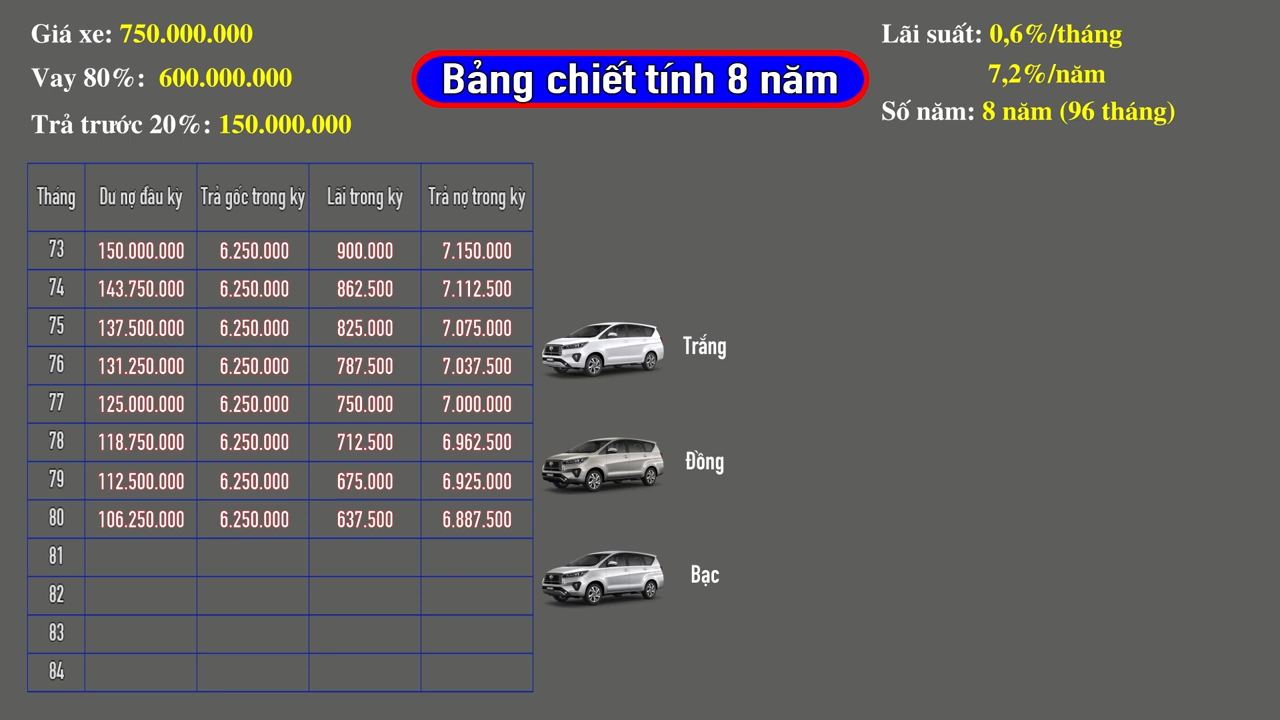 Giá xe: 750.000.000
Vay 80%: 600.000.000
Trả trước 20%: 150.000.000
Bảng chiết tính 8 năm
Lãi suất: 0,6%/tháng
7,2%/năm
Số năm: 8 năm (96 tháng)
Tháng Dư nợ đầu kỳ Trả gốc trong kỳ Lãi trong kỳ Trả nợ trong kỳ
73 150.000.000 6.250.000 900.000 7.150.000
74 143.750.000 6.250.000 862.500 7.112.500
75 137.500.000 6.250.000 825.000 7.075.000
76 131.250.000 6.250.000 787.500 7.037.500
77 125.000.000 6.250.000 750.000 7.000.000
78 118.750.000 6.250.000 712.500 6.962.500
79 112.500.000 6.250.000 675.000 6.925.000
80 106.250.000 6.250.000 637.500 6.887.500
81
82
83
84
Trắng
Đồng
Bạc